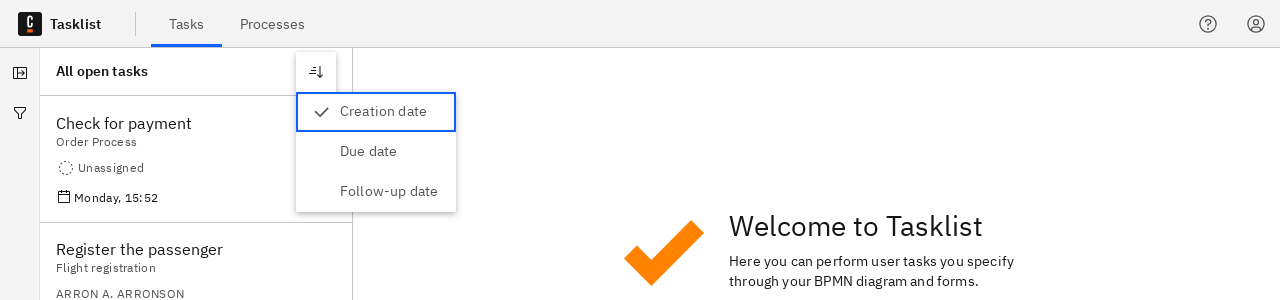 Tasklist
Tasks
Processes
All open tasks
Creation date
Due date
Follow-up date
Check for payment
Order Process
Unassigned
Monday, 15:52
Register the passenger
Flight registration
ARRON A. ARRONSON
Welcome to Tasklist
Here you can perform user tasks you specify
through your BPMN diagram and forms.